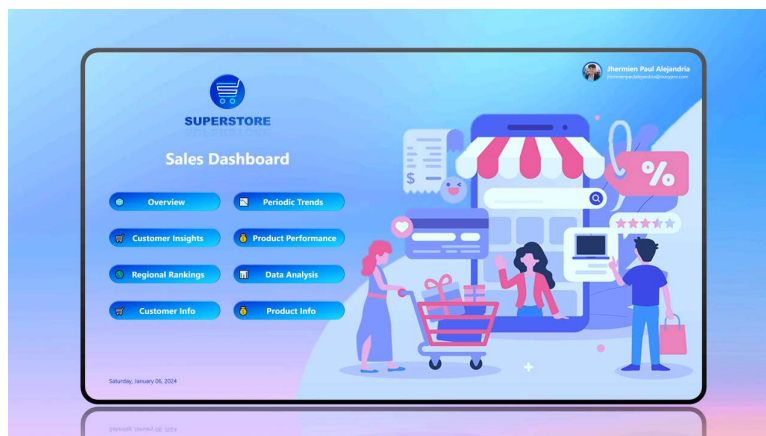 Jhermien Paul Alejandria
SUPERSTORE
Sales Dashboard
Overview
Periodic Trends
Customer Insights
Product Performance
Regional Rankings
Data Analysis
Customer Info
Product Info
Saturday, January 06, 2024
$
%